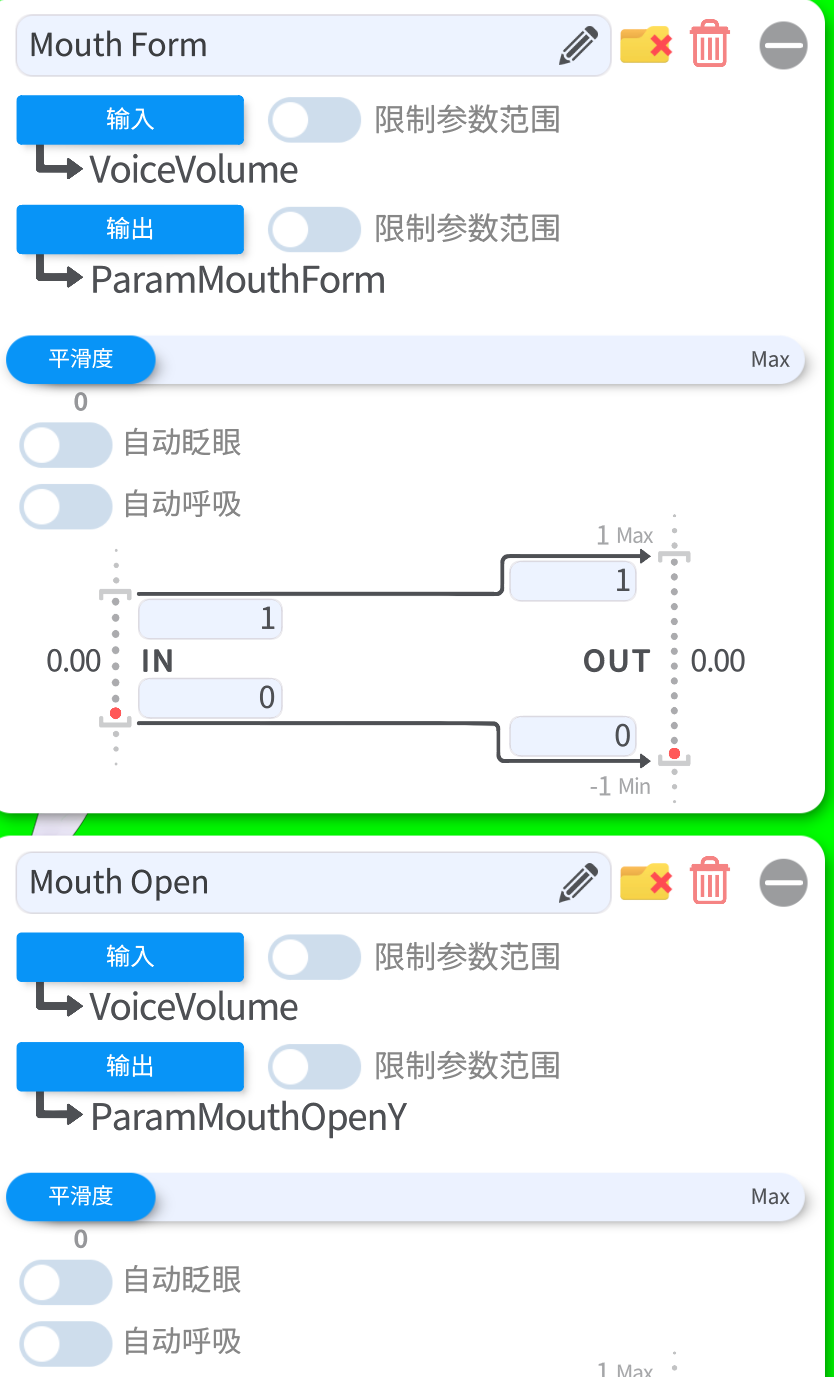 Mouth Form
输入 限制参数范围
VoiceVolume
输出 限制参数范围
ParamMouthForm
平滑度 Max
0
自动眨眼
自动呼吸
1 Max
1
1
0.00 IN OUT 0.00
0
0
-1 Min
Mouth Open
输入 限制参数范围
VoiceVolume
输出 限制参数范围
ParamMouthOpenY
平滑度 Max
0
自动眨眼
自动呼吸
1 Max